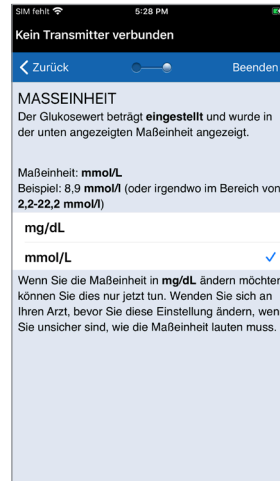 SIM fehlt 5:28 PM
Kein Transmitter verbunden
Zurück Beenden
MASSEINHEIT
Der Glukosewert beträgt eingestellt und wurde in
der unten angezeigten Maßeinheit angezeigt.
Maßeinheit: mmol/L
Beispiel: 8,9 mmol/l (oder irgendwo im Bereich von
2,2-22,2 mmol/l)
mg/dL
mmol/L
Wenn Sie die Maßeinheit in mg/dL ändern möchten
können Sie dies nur jetzt tun. Wenden Sie sich an
Ihren Arzt, bevor Sie diese Einstellung ändern, wen
Sie unsicher sind, wie die Maßeinheit lauten muss.